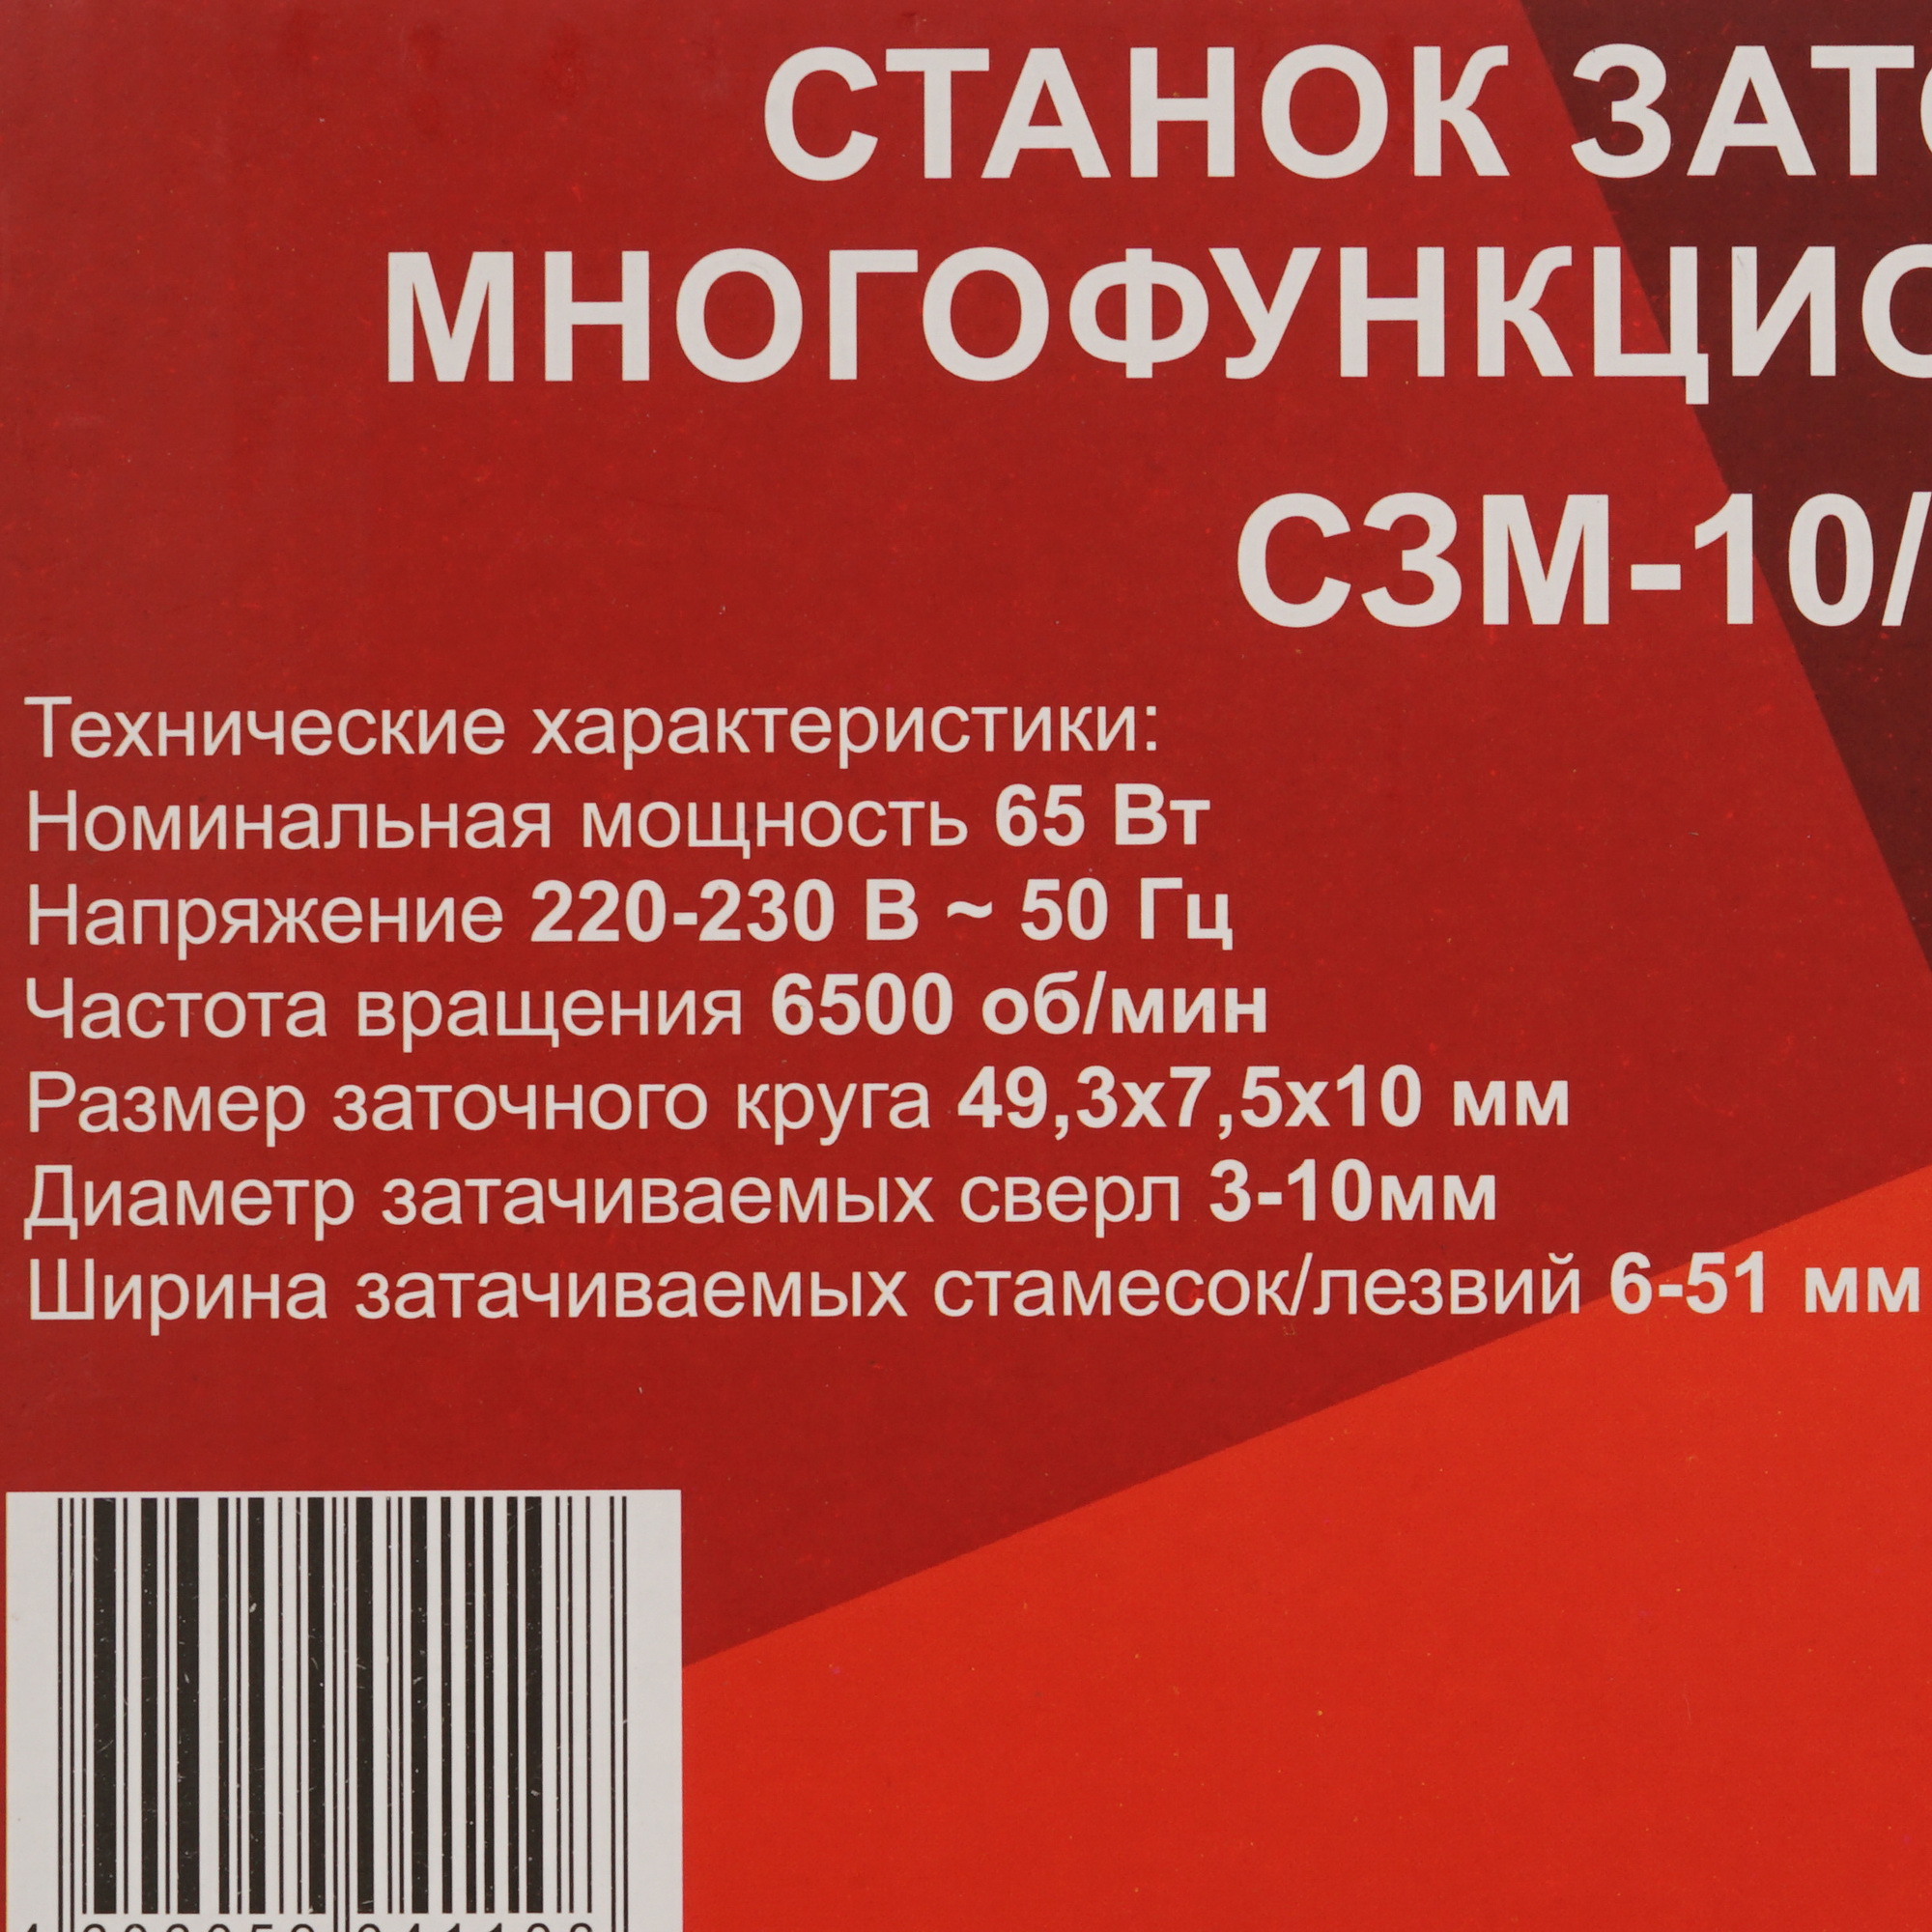 СТАНОК ЗАТО
МНОГОФУНКЦИО
СЗМ-10/
Технические характеристики:
Номинальная мощность 65 Вт
Напряжение 220-230 В ~ 50 Гц
Частота вращения 6500 об/мин
Размер заточного круга 49,3х7,5х10 мм
Диаметр затачиваемых сверл 3-10мм
Ширина затачиваемых стамесок/лезвий 6-51 мм